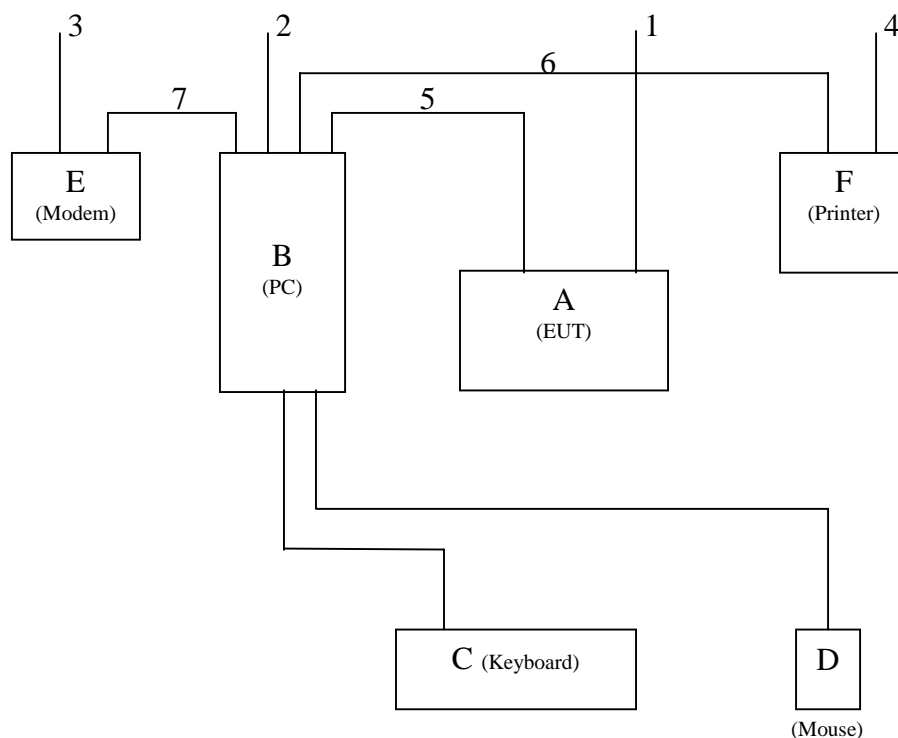 3
2
1
4
6
7
5
E
(Modem)
F
(Printer)
B
(PC)
A
(EUT)
C (Keyboard)
D
(Mouse)